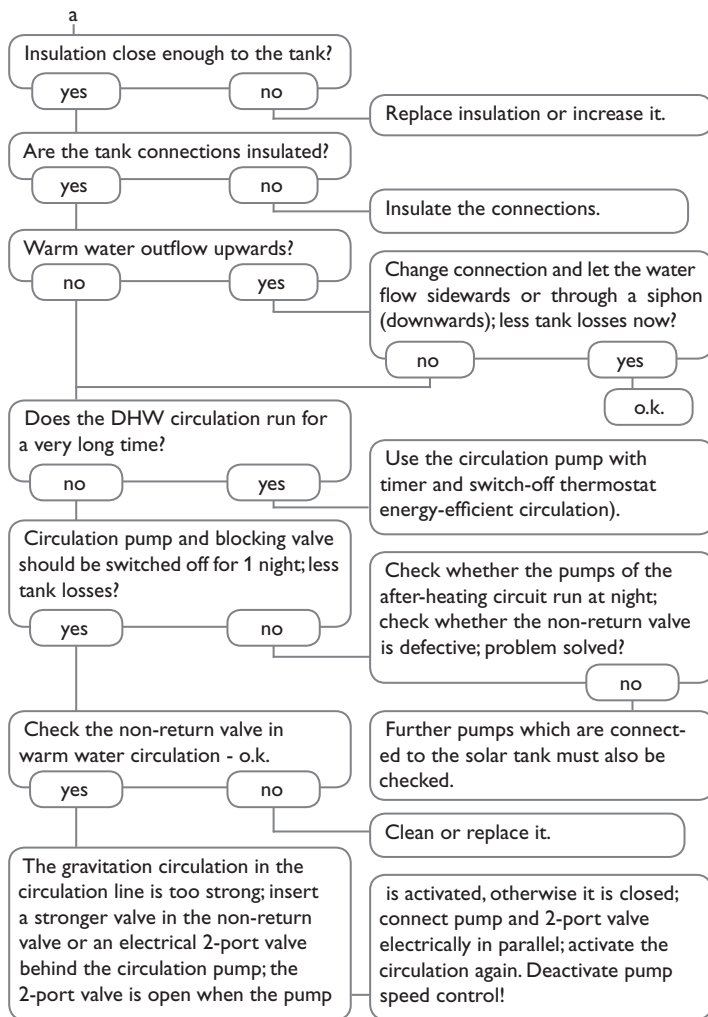 a
Insulation close enough to the tank?
yes
no
Replace insulation or increase it.
Are the tank connections insulated?
yes
no
Insulate the connections.
Warm water outflow upwards?
no
yes
Change connection and let the water
flow sidewards or through a siphon
(downwards); less tank losses now?
no
yes
o.k.
Does the DHW circulation run for
a very long time?
no
yes
Use the circulation pump with
timer and switch-off thermostat
energy-efficient circulation).
Circulation pump and blocking valve
should be switched off for 1 night; less
tank losses?
yes
no
Check whether the pumps of the
after-heating circuit run at night;
check whether the non-return valve
is defective; problem solved?
no
Further pumps which are connect-
ed to the solar tank must also be
checked.
Check the non-return valve in
warm water circulation - o.k.
yes
no
Clean or replace it.
The gravitation circulation in the
circulation line is too strong; insert
a stronger valve in the non-return
valve or an electrical 2-port valve
behind the circulation pump; the
2-port valve is open when the pump
is activated, otherwise it is closed;
connect pump and 2-port valve
electrically in parallel; activate the
circulation again. Deactivate pump
speed control!